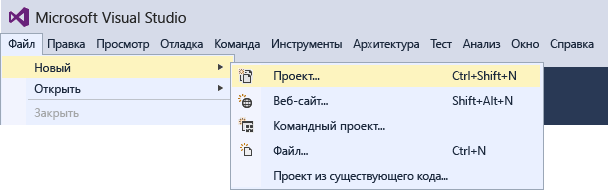 Microsoft Visual Studio
Файл Правка Просмотр Отладка Команда Инструменты Архитектура Тест Анализ Окно Справка
Новый
Открыть
Закрыть
Проект... Ctrl+Shift+N
Веб-сайт... Shift+Alt+N
Командный проект...
Файл... Ctrl+N
Проект из существующего кода...